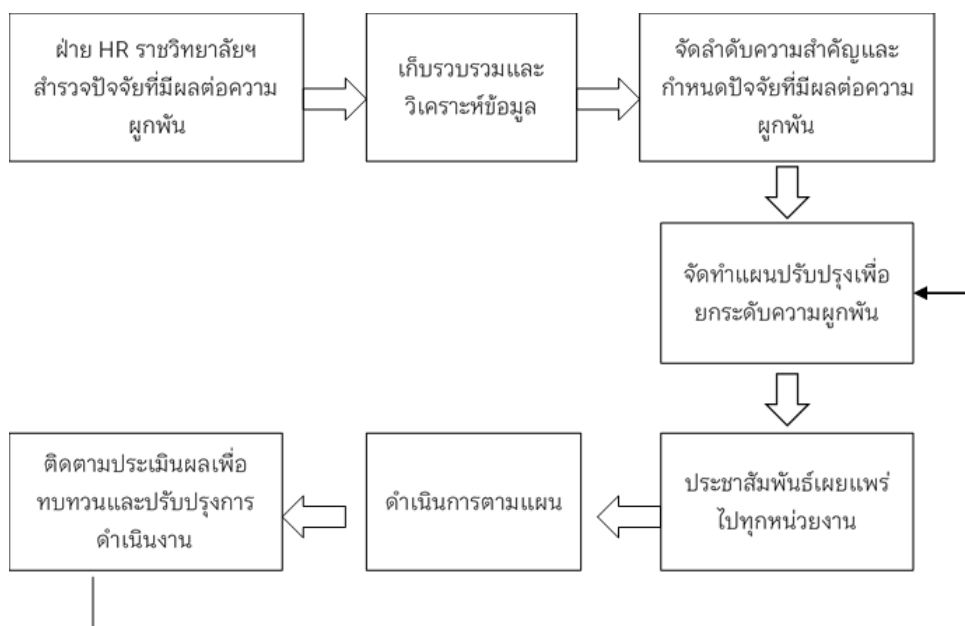 ฝ่าย HR ราชวิทยาลัยฯ
สำรวจปัจจัยที่มีผลต่อความ
ผูกพัน
เก็บรวบรวมและ
วิเคราะห์ข้อมูล
จัดลำดับความสำคัญและ
กำหนดปัจจัยที่มีผลต่อความ
ผูกพัน
จัดทำแผนปรับปรุงเพื่อ
ยกระดับความผูกพัน
ประชาสัมพันธ์เผยแพร่
ไปทุกหน่วยงาน
ดำเนินการตามแผน
ติดตามประเมินผลเพื่อ
ทบทวนและปรับปรุงการ
ดำเนินงาน